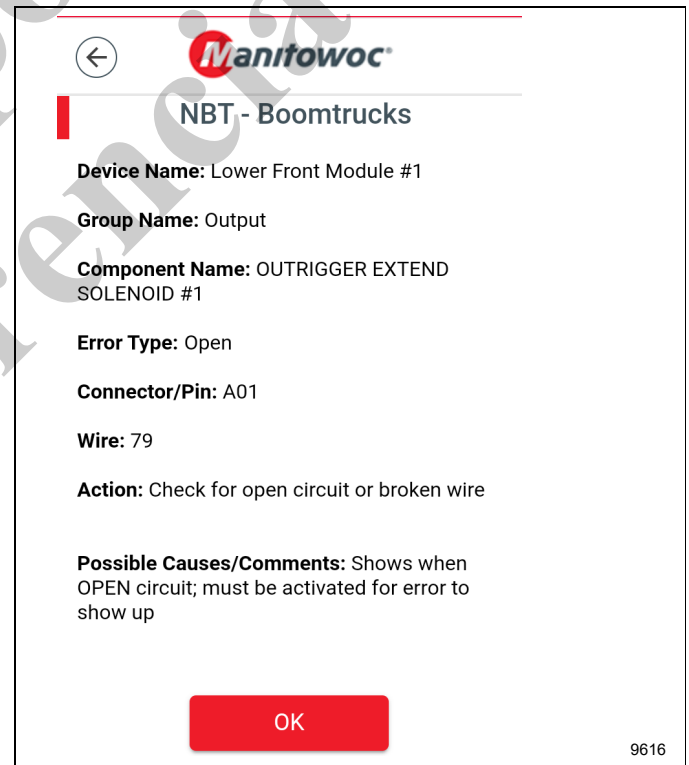 Manitowoc
NBT - Boomtrucks
Device Name: Lower Front Module #1
Group Name: Output
Component Name: OUTRIGGER EXTEND
SOLENOID #1
Error Type: Open
Connector/Pin: A01
Wire: 79
Action: Check for open circuit or broken wire
Possible Causes/Comments: Shows when
OPEN circuit; must be activated for error to
show up
OK
9616